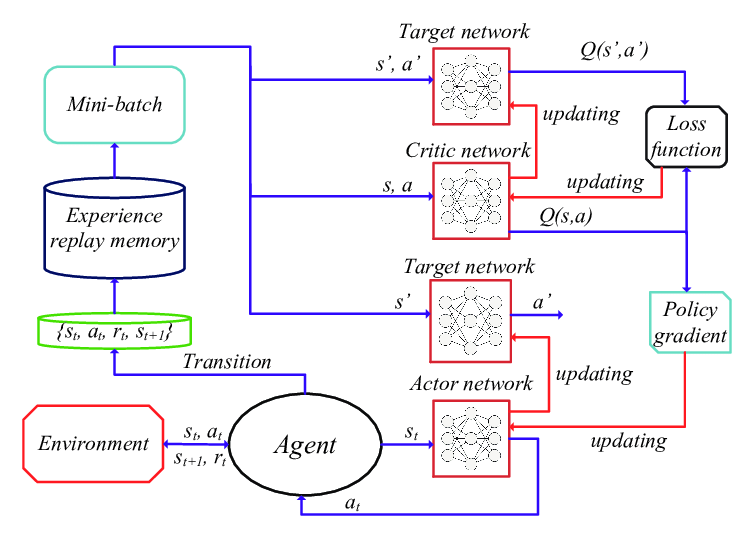 Target network
s’, a’
Q(s’,a’)
Mini-batch
updating
Loss
function
Critic network
s, a
updating
Q(s,a)
Experience
replay memory
Target network
s’
a’
{s_t, a_t, r_t, s_{t+1}}
Policy
gradient
Transition
updating
Actor network
Environment
s_t, a_t
s_{t+1}, r_t
Agent
s_t
updating
a_t